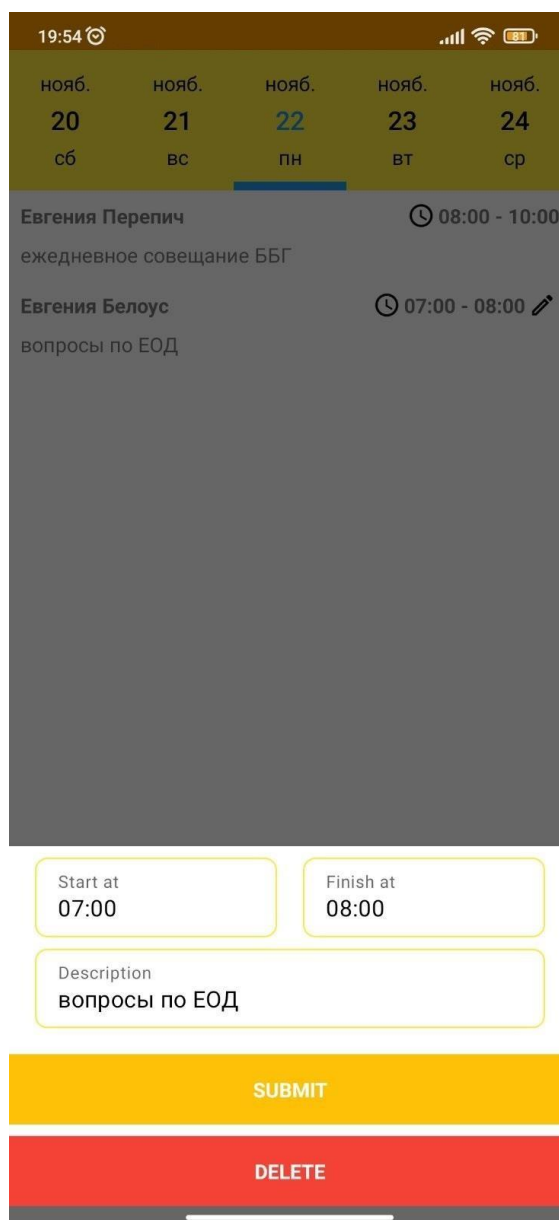 19:54 81
нояб. нояб. нояб. нояб. нояб.
20 21 22 23 24
сб вс пн вт ср
Евгения Перепич 08:00 - 10:00
ежедневное совещание ББГ
Евгения Белоус 07:00 - 08:00
вопросы по ЕОД
Start at Finish at
07:00 08:00
Description
вопросы по ЕОД
SUBMIT
DELETE